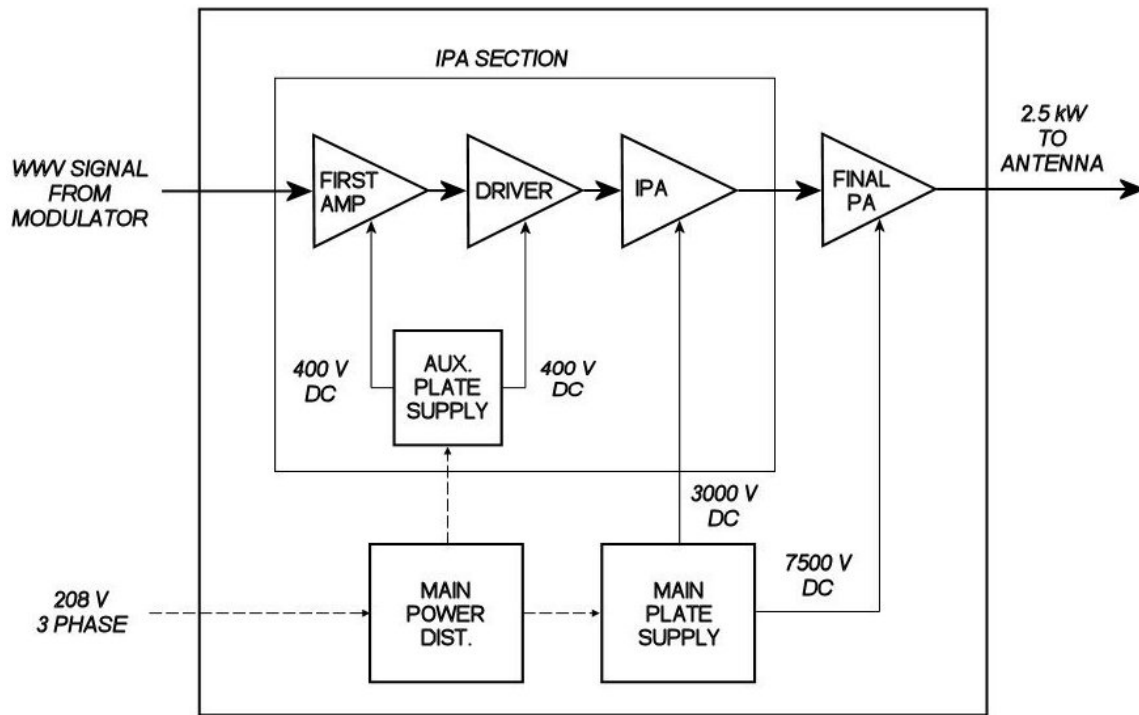 IPA SECTION
2.5 kW
TO
ANTENNA
WWV SIGNAL
FROM
MODULATOR
FIRST
AMP
DRIVER
IPA
FINAL
PA
400 V
DC
AUX.
PLATE
SUPPLY
400 V
DC
3000 V
DC
7500 V
DC
208 V
3 PHASE
MAIN
POWER
DIST.
MAIN
PLATE
SUPPLY